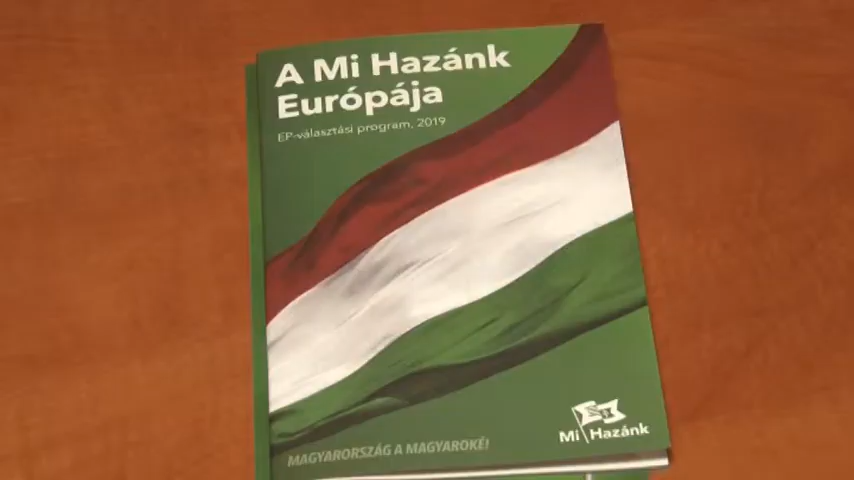 A Mi Hazánk
Európája
EP-választási program, 2019
MAGYARORSZÁG A MAGYAROKÉ!
Mi Hazánk